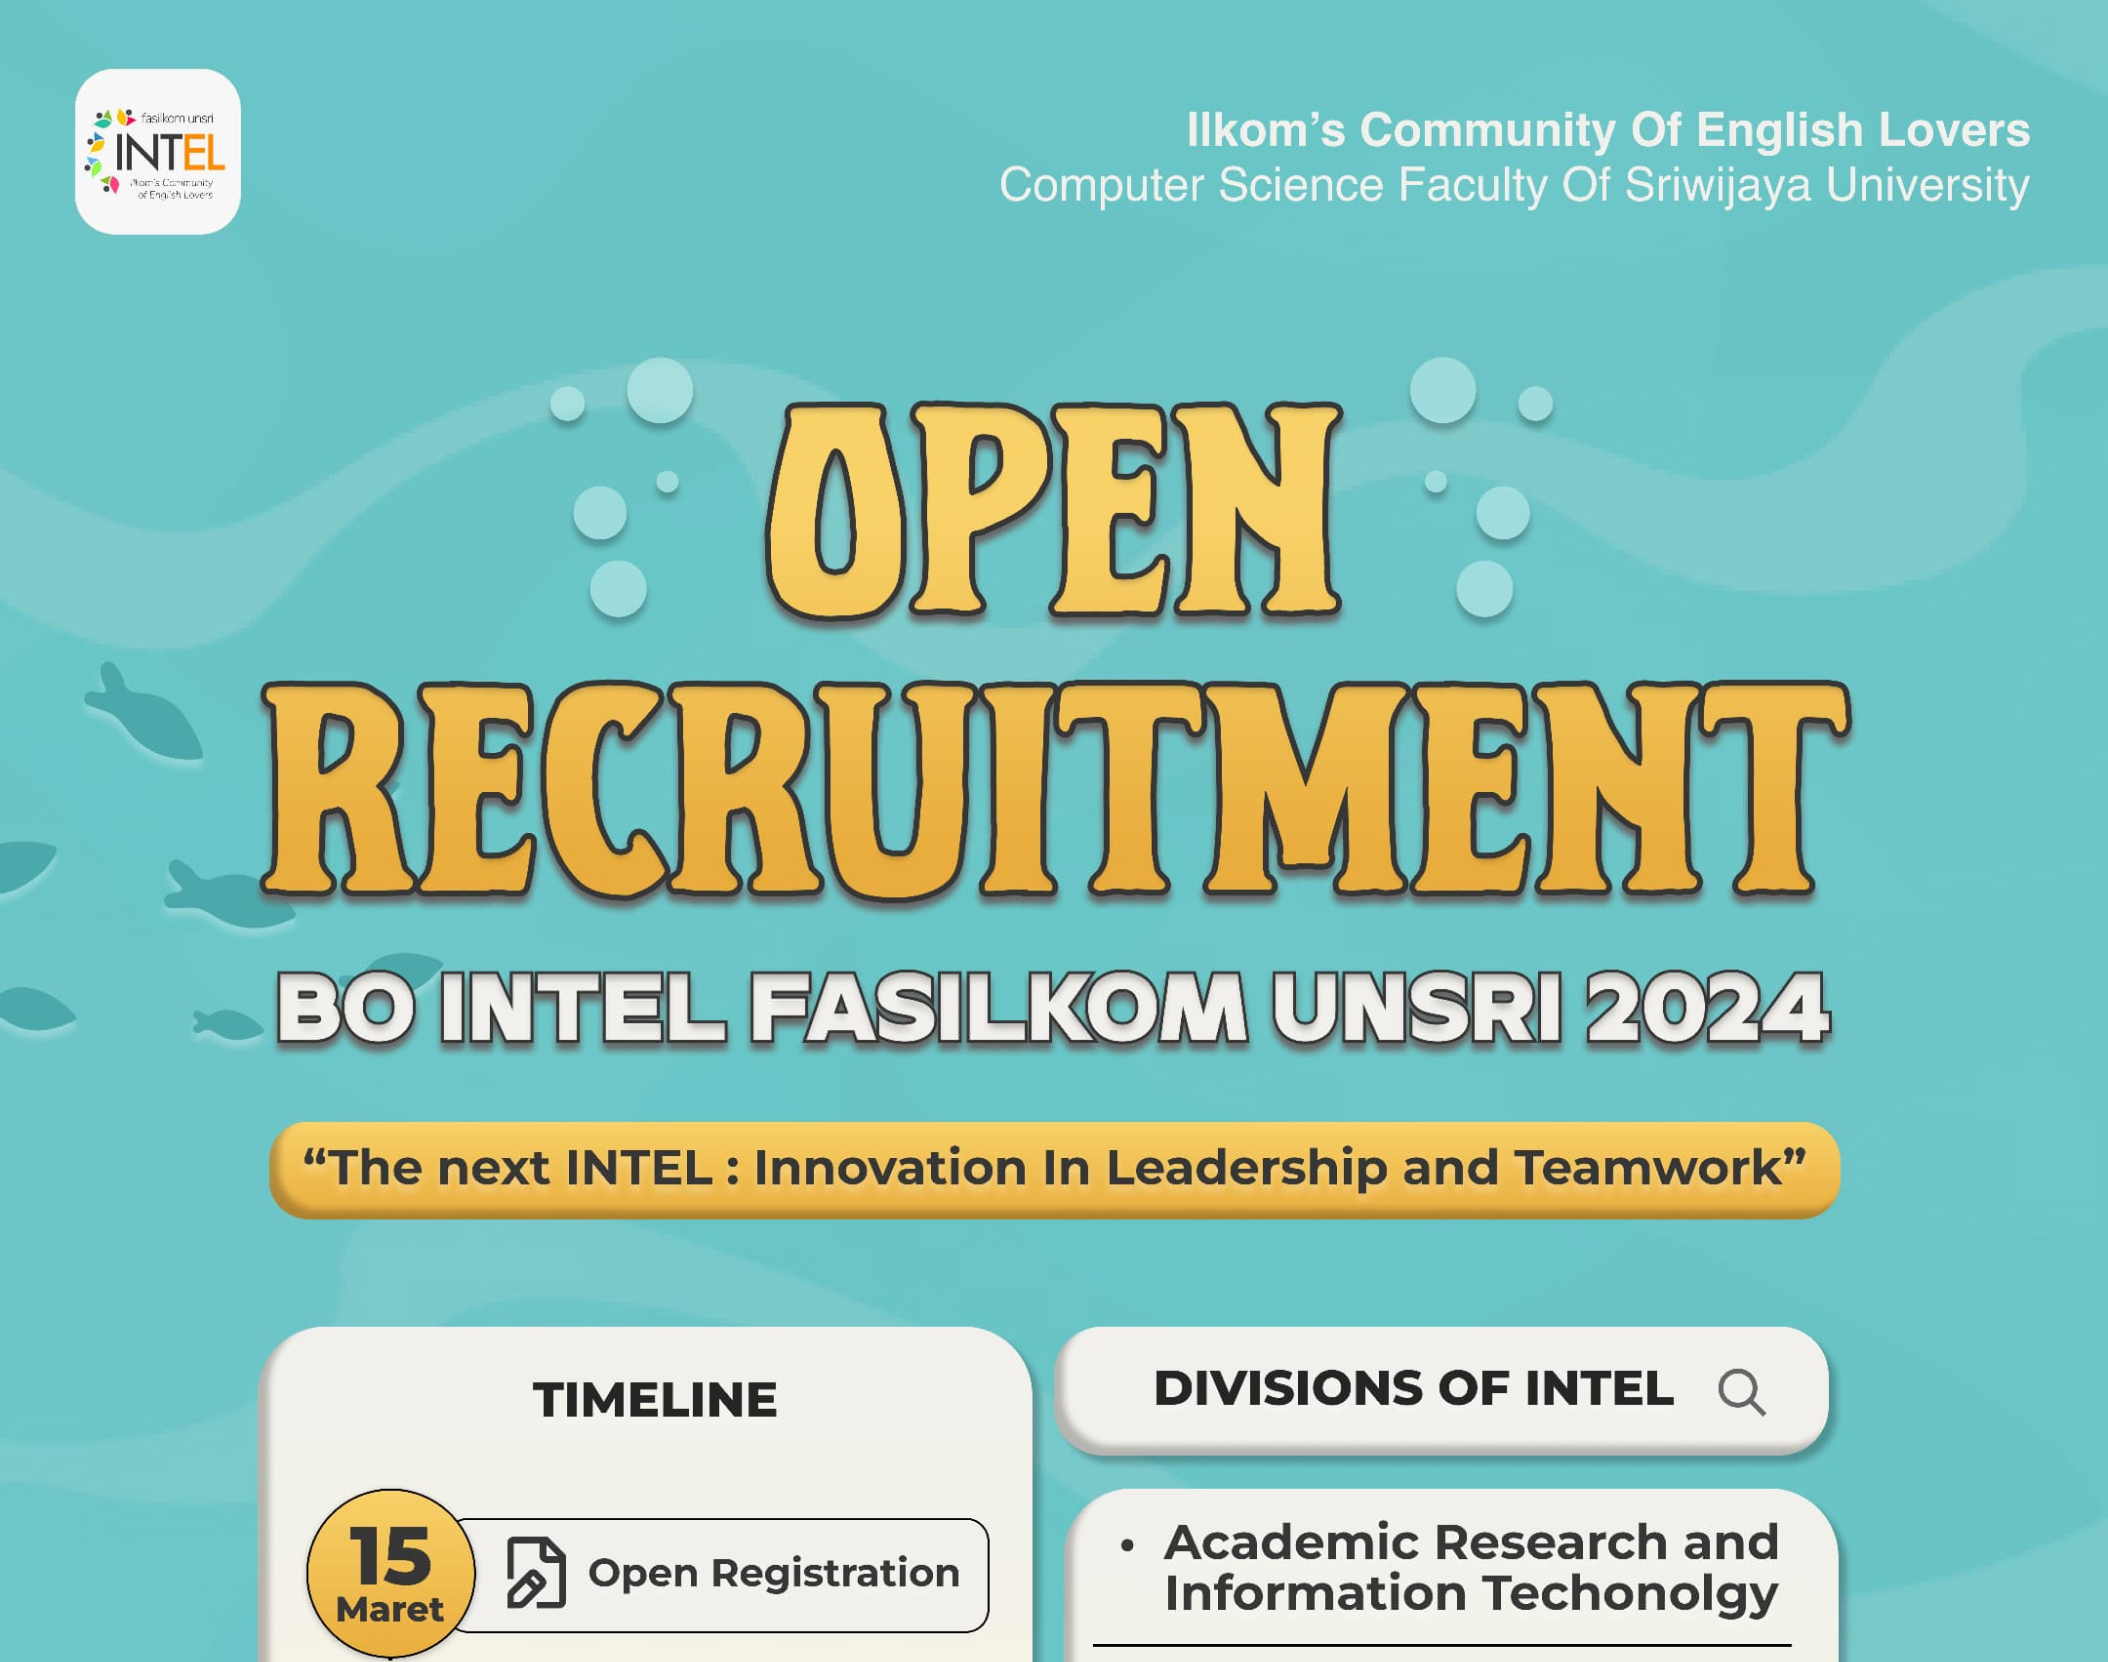 fasilkom unsri
INTEL
Ilkom's Community
of English Lovers
Ilkom's Community Of English Lovers
Computer Science Faculty Of Sriwijaya University
OPEN
RECRUITMENT
BO INTEL FASILKOM UNSRI 2024
“The next INTEL : Innovation In Leadership and Teamwork”
TIMELINE
15
Maret
Open Registration
DIVISIONS OF INTEL
• Academic Research and
Information Techonolgy